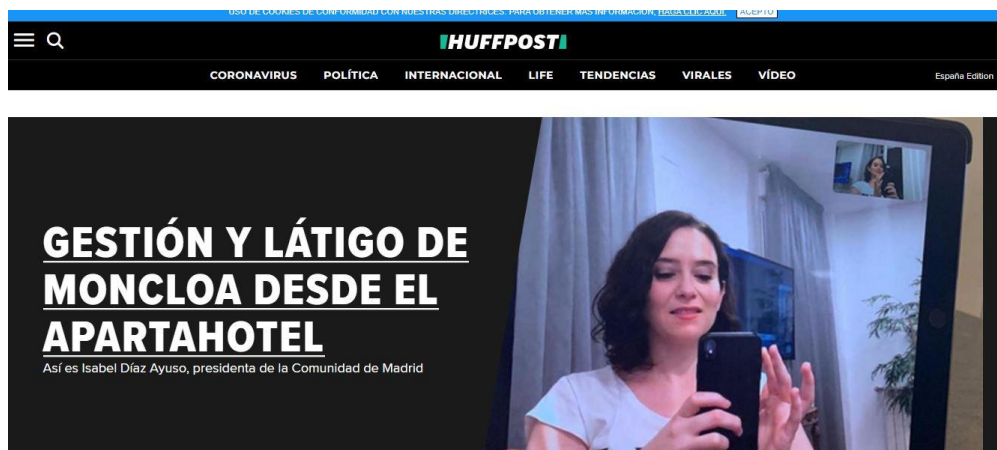 USO DE COOKIES DE CONFORMIDAD CON NUESTRAS DIRECTRICES. PARA OBTENER MÁS INFORMACIÓN, HAGA CLIC AQUÍ. ACEPTO
IHUFFPOSTI
CORONAVIRUS POLÍTICA INTERNACIONAL LIFE TENDENCIAS VIRALES VÍDEO España Edition
GESTIÓN Y LÁTIGO DE
MONCLOA DESDE EL
APARTAHOTEL
Así es Isabel Díaz Ayuso, presidenta de la Comunidad de Madrid